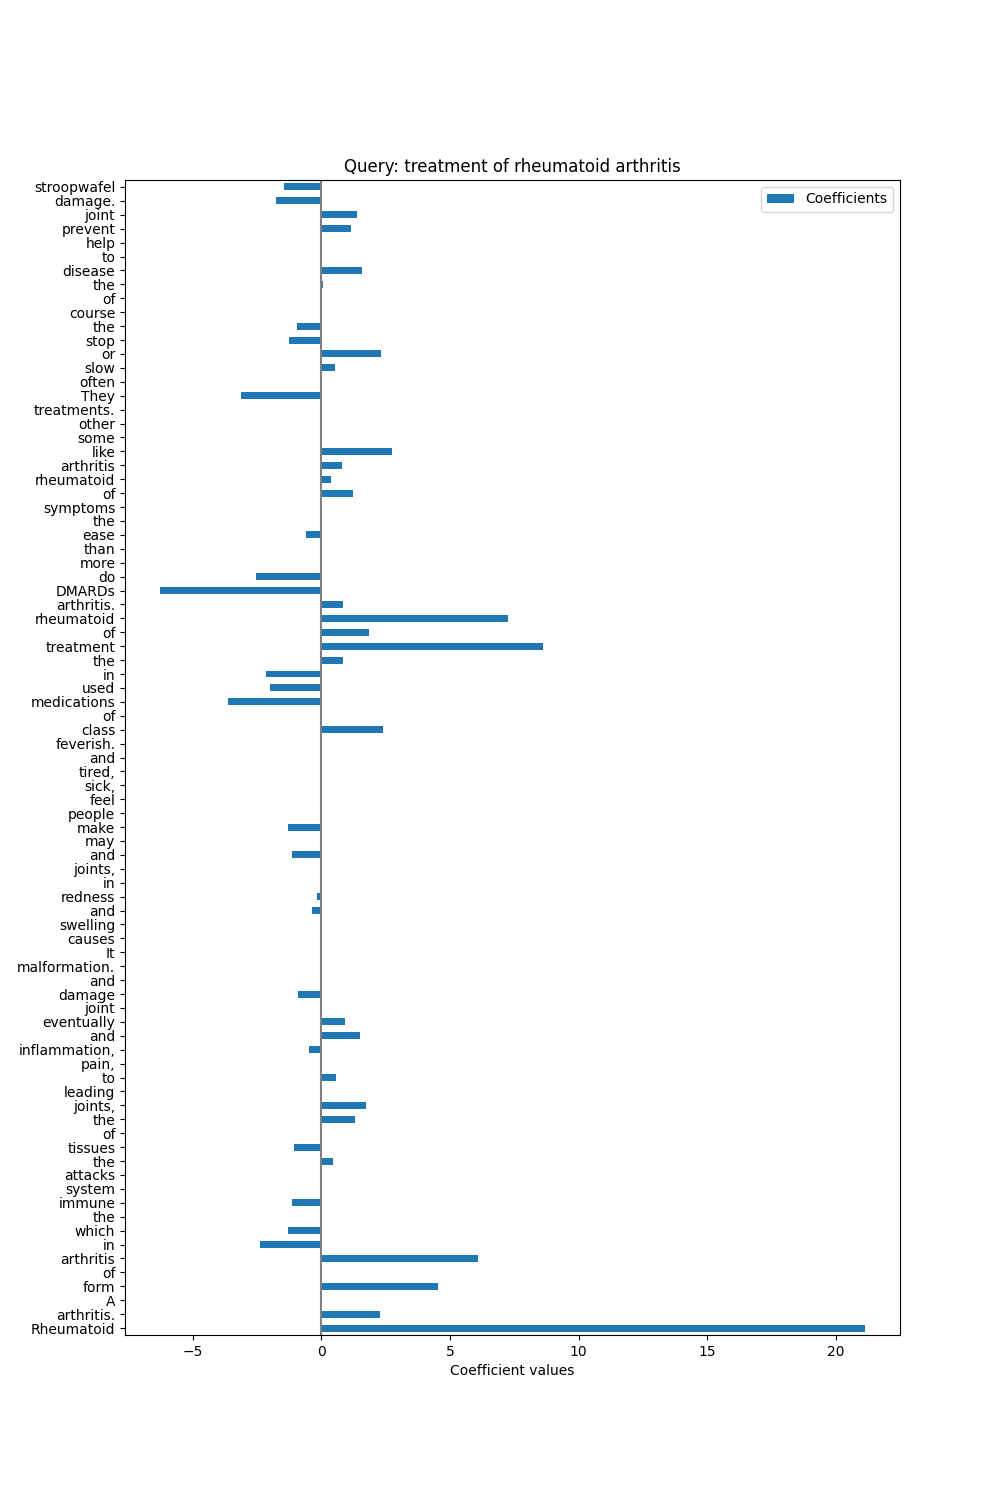 Query: treatment of rheumatoid arthritis
Coefficients
stroopwafel
damage.
joint
prevent
help
to
disease
the
of
course
the
stop
or
slow
often
They
treatments.
other
some
like
arthritis
rheumatoid
of
symptoms
the
ease
than
more
do
DMARDs
arthritis.
rheumatoid
of
treatment
the
in
used
medications
of
class
feverish.
and
tired,
sick,
feel
people
make
may
and
joints,
in
redness
and
swelling
causes
It
malformation.
and
damage
joint
eventually
and
inflammation,
pain,
to
leading
joints,
the
of
tissues
the
attacks
system
immune
the
which
in
arthritis
of
form
A
arthritis.
Rheumatoid
−5 0 5 10 15 20
Coefficient values